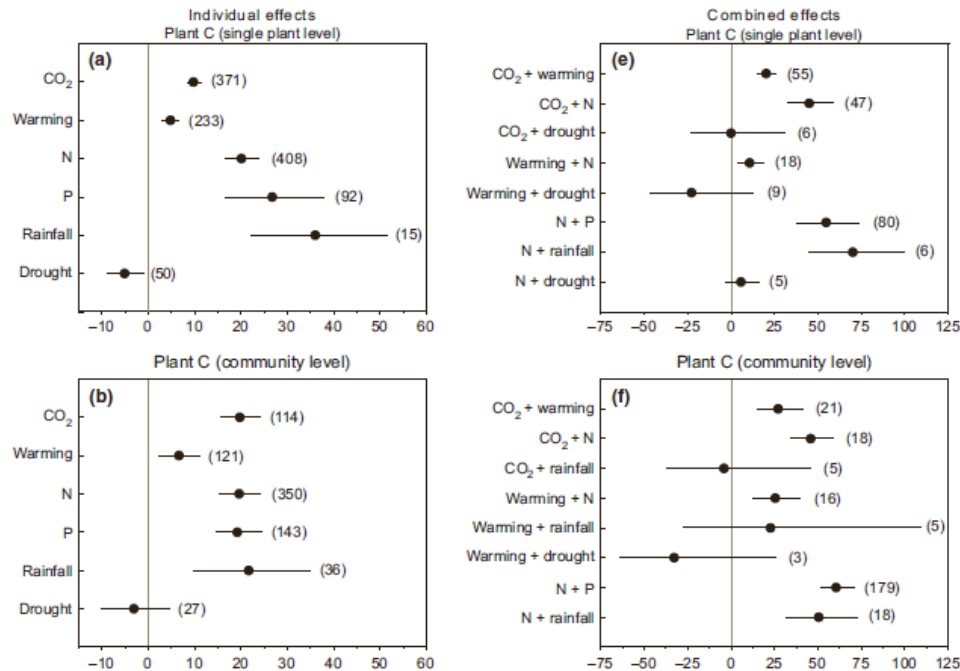 Individual effects
Plant C (single plant level)
(a)
CO₂ (371)
Warming (233)
N (408)
P (92)
Rainfall (15)
Drought (50)
−10 0 10 20 30 40 50 60
Combined effects
Plant C (single plant level)
(e)
CO₂ + warming (55)
CO₂ + N (47)
CO₂ + drought (6)
Warming + N (18)
Warming + drought (9)
N + P (80)
N + rainfall (6)
N + drought (5)
−75 −50 −25 0 25 50 75 100 125
Plant C (community level)
(b)
CO₂ (114)
Warming (121)
N (350)
P (143)
Rainfall (36)
Drought (27)
−10 0 10 20 30 40 50 60
Plant C (community level)
(f)
CO₂ + warming (21)
CO₂ + N (18)
CO₂ + rainfall (5)
Warming + N (16)
Warming + rainfall (5)
Warming + drought (3)
N + P (179)
N + rainfall (18)
−75 −50 −25 0 25 50 75 100 125